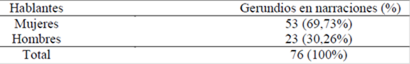 Hablantes Gerundios en narraciones (%)
Mujeres 53 (69,73%)
Hombres 23 (30,26%)
Total 76 (100%)